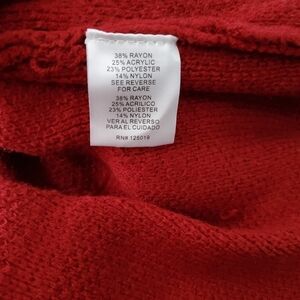 38% RAYON
25% ACRYLIC
23% POLYESTER
14% NYLON
SEE REVERSE
FOR CARE
38% RAYON
25% ACRILICO
23% POLIESTER
14% NYLON
VER AL REVERSO
PARA EL CUIDADO
RN# 125019